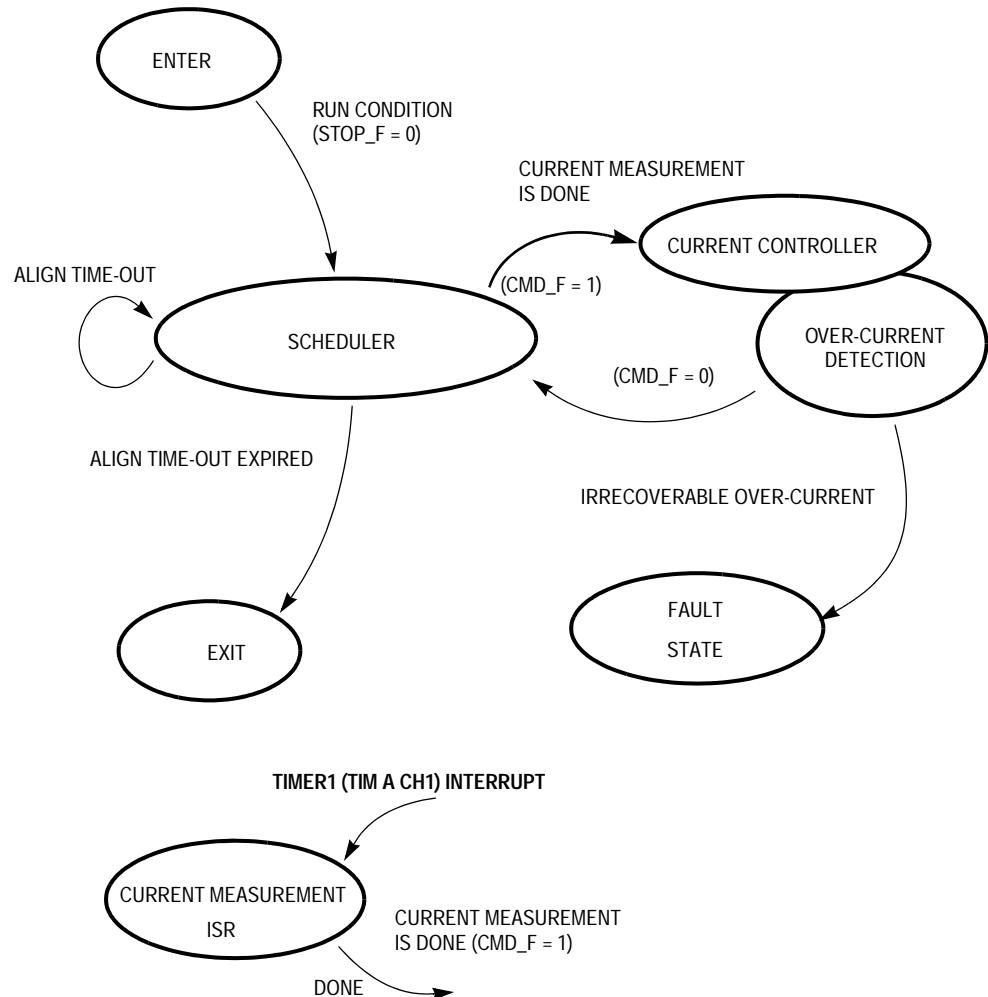 ENTER
RUN CONDITION
(STOP_F = 0)
CURRENT MEASUREMENT
IS DONE
CURRENT CONTROLLER
ALIGN TIME-OUT
(CMD_F = 1)
SCHEDULER
OVER-CURRENT
DETECTION
(CMD_F = 0)
ALIGN TIME-OUT EXPIRED
IRRECOVERABLE OVER-CURRENT
FAULT
STATE
EXIT
TIMER1 (TIM A CH1) INTERRUPT
CURRENT MEASUREMENT
ISR
CURRENT MEASUREMENT
IS DONE (CMD_F = 1)
DONE